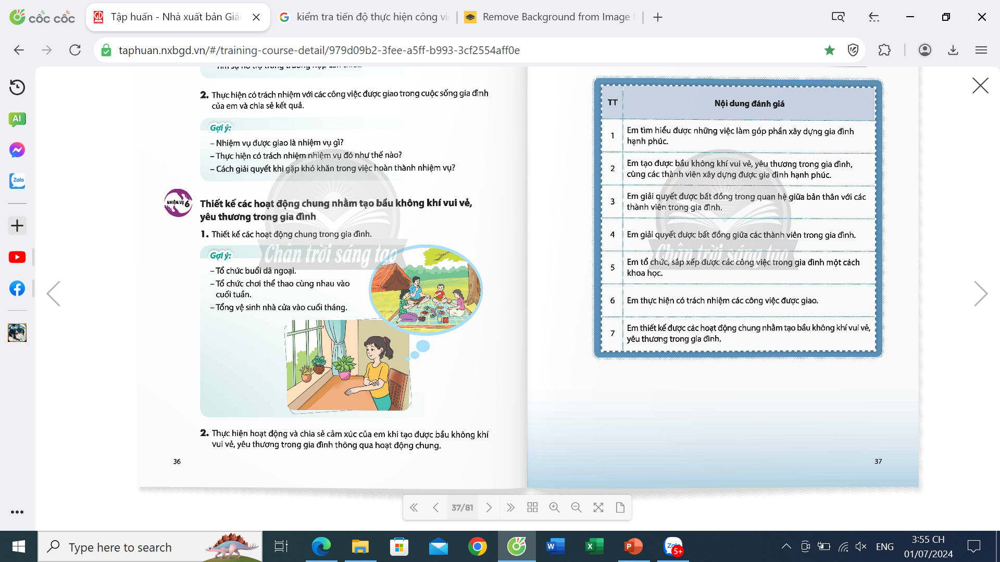 cốc cốc
Tập huấn - Nhà xuất bản Giáo
kiểm tra tiến độ thực hiện công vi
Remove Background from Image f
taphuan.nxbgd.vn/#/training-course-detail/979d09b2-3fee-a5ff-b993-3cf2554aff0e
AI
Zalo
2. Thực hiện có trách nhiệm với các công việc được giao trong cuộc sống gia đình
của em và chia sẻ kết quả.
Gợi ý:
– Nhiệm vụ được giao là nhiệm vụ gì?
– Thực hiện có trách nhiệm nhiệm vụ đó như thế nào?
– Cách giải quyết khi gặp khó khăn trong việc hoàn thành nhiệm vụ?
NHIỆM VỤ 6
Thiết kế các hoạt động chung nhằm tạo bầu không khí vui vẻ,
yêu thương trong gia đình
1. Thiết kế các hoạt động chung trong gia đình.
Chân trời sáng tạo
Gợi ý:
– Tổ chức buổi dã ngoại.
– Tổ chức chơi thể thao cùng nhau vào
cuối tuần.
– Tổng vệ sinh nhà cửa vào cuối tháng.
2. Thực hiện hoạt động và chia sẻ cảm xúc của em khi tạo được bầu không khí
vui vẻ, yêu thương trong gia đình thông qua hoạt động chung.
36
TT Nội dung đánh giá
1 Em tìm hiểu được những việc làm góp phần xây dựng gia đình
hạnh phúc.
2 Em tạo được bầu không khí vui vẻ, yêu thương trong gia đình,
cùng các thành viên xây dựng được gia đình hạnh phúc.
3 Em giải quyết được bất đồng trong quan hệ giữa bản thân với các
thành viên trong gia đình.
4 Em giải quyết được bất đồng giữa các thành viên trong gia đình.
Chân trời sáng tạo
5 Em tổ chức, sắp xếp được các công việc trong gia đình một cách
khoa học.
6 Em thực hiện có trách nhiệm các công việc được giao.
7 Em thiết kế được các hoạt động chung nhằm tạo bầu không khí vui vẻ,
yêu thương trong gia đình.
37
37/81
Type here to search
Zalo
5+
ENG
3:55 CH
01/07/2024